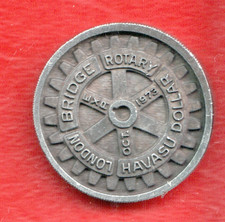 LONDON BRIDGE ROTARY
HAVASU DOLLAR
1973